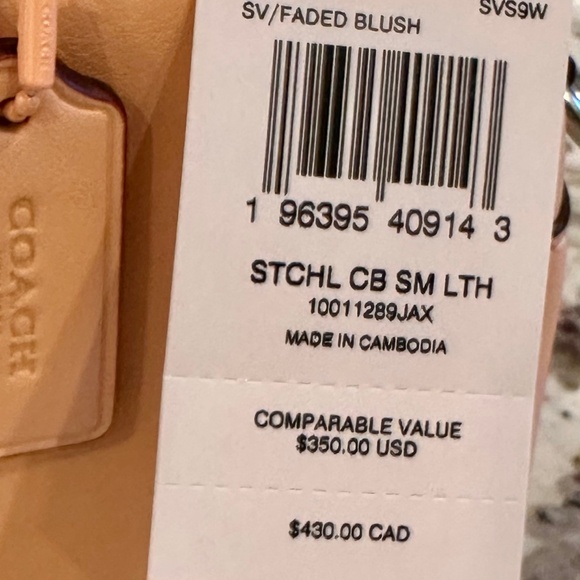 SV/FADED BLUSH
SVS9W
1 96395 40914 3
STCHL CB SM LTH
10011289JAX
MADE IN CAMBODIA
COMPARABLE VALUE
$350.00 USD
$430.00 CAD
COACH
COACH